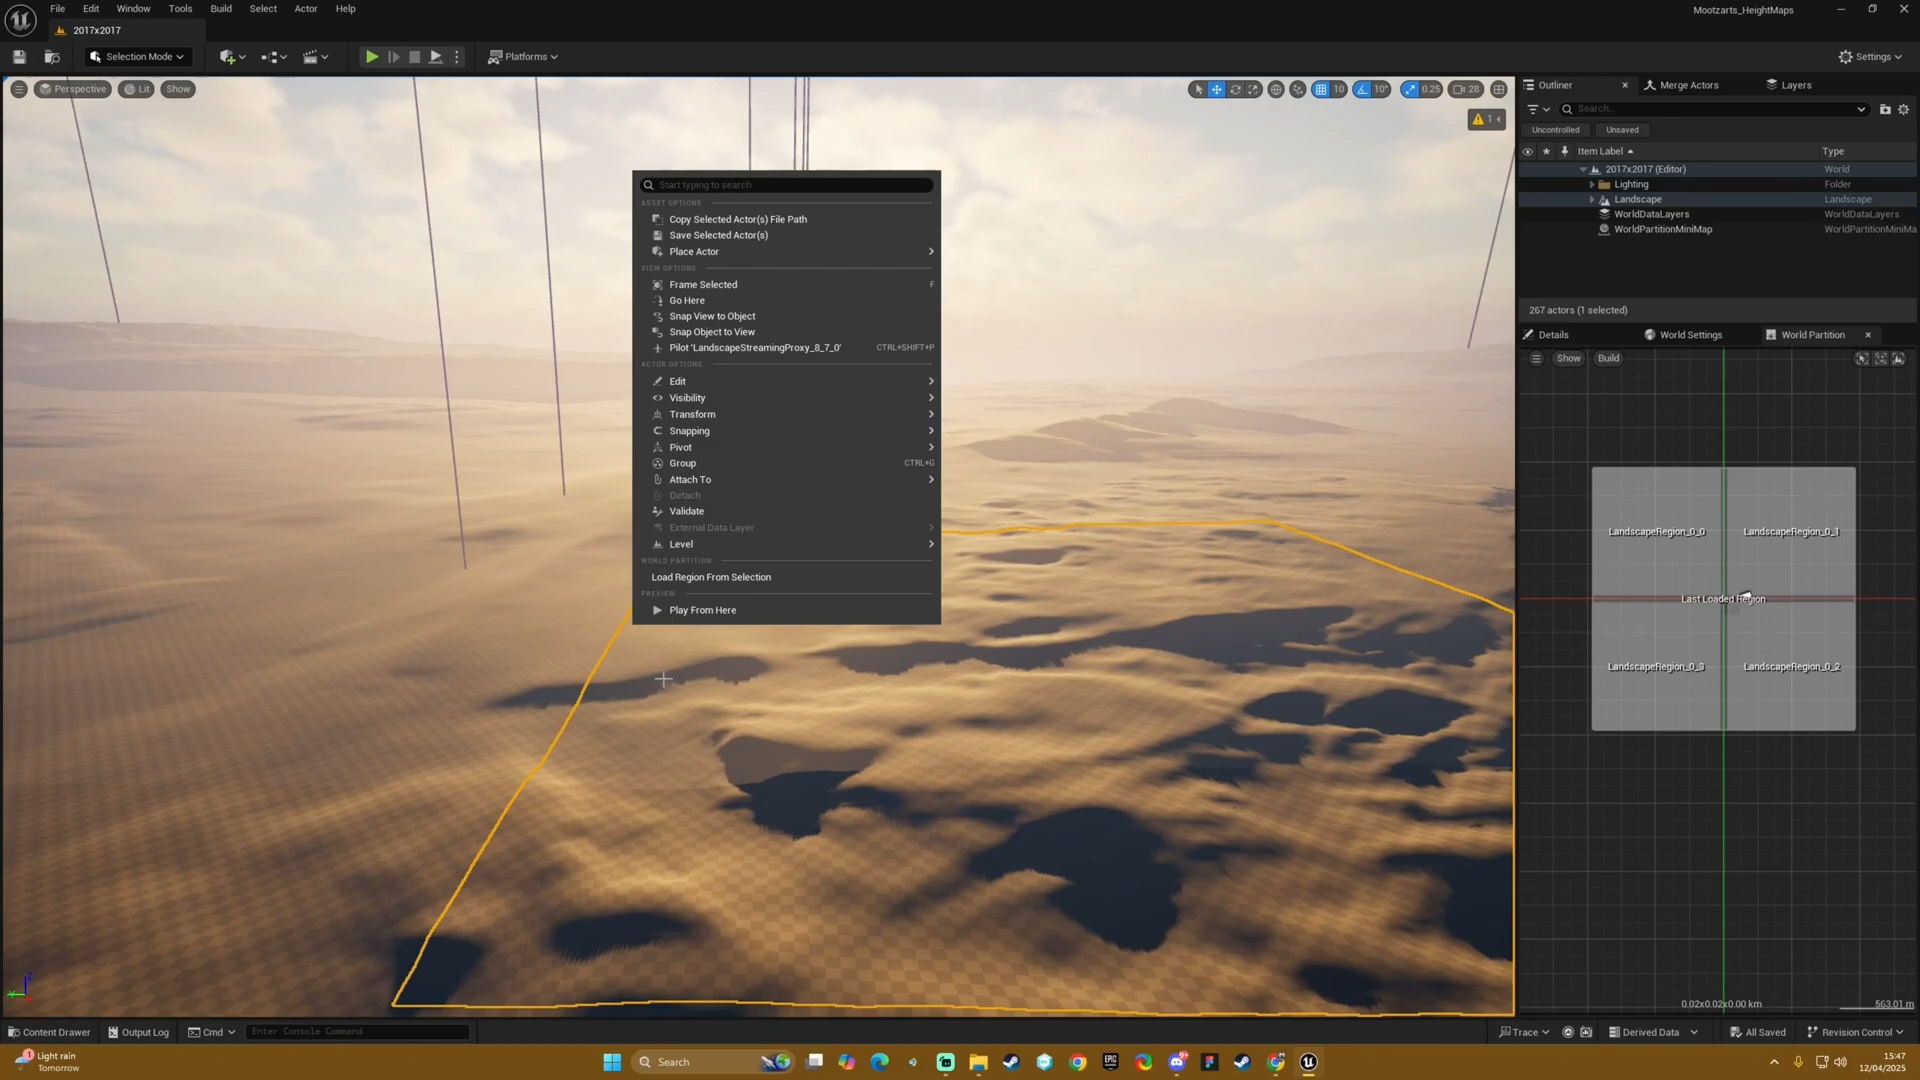 File Edit Window Tools Build Select Actor Help
Mootzarts_HeightMaps
2017x2017
Selection Mode
Platforms
Settings
Perspective
Lit
Show
10
10°
0.25
28
1
Start typing to search
ASSET OPTIONS
Copy Selected Actor(s) File Path
Save Selected Actor(s)
Place Actor
VIEW OPTIONS
Frame Selected F
Go Here
Snap View to Object
Snap Object to View
Pilot 'LandscapeStreamingProxy_8_7_0' CTRL+SHIFT+P
ACTOR OPTIONS
Edit
Visibility
Transform
Snapping
Pivot
Group CTRL+G
Attach To
Detach
Validate
External Data Layer
Level
WORLD PARTITION
Load Region From Selection
PREVIEW
Play From Here
Outliner
Merge Actors
Layers
Search...
Uncontrolled
Unsaved
Item Label Type
2017x2017 (Editor) World
Lighting Folder
Landscape Landscape
WorldDataLayers WorldDataLayers
WorldPartitionMiniMap WorldPartitionMiniMa
267 actors (1 selected)
Details
World Settings
World Partition
Show
Build
LandscapeRegion_0_0
LandscapeRegion_0_1
Last Loaded Region
LandscapeRegion_0_3
LandscapeRegion_0_2
0.02x0.02x0.00 km
563.01 m
Content Drawer
Output Log
Cmd
Enter Console Command
Trace
Derived Data
All Saved
Revision Control
Light rain
Tomorrow
Search
15:47
12/04/2025